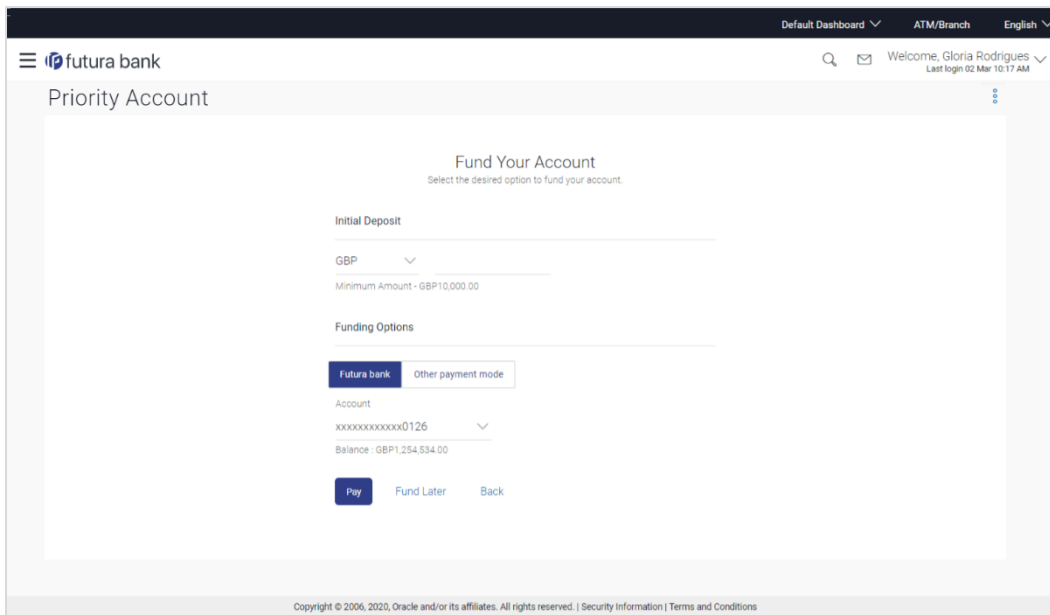 Default Dashboard ATM/Branch English
futura bank
Welcome, Gloria Rodrigues
Last login 02 Mar 10:17 AM
Priority Account
Fund Your Account
Select the desired option to fund your account.
Initial Deposit
GBP
Minimum Amount - GBP10,000.00
Funding Options
Futura bank Other payment mode
Account
xxxxxxxxxxxx0126
Balance : GBP1,254,534.00
Pay Fund Later Back
Copyright © 2006, 2020, Oracle and/or its affiliates. All rights reserved. | Security Information | Terms and Conditions